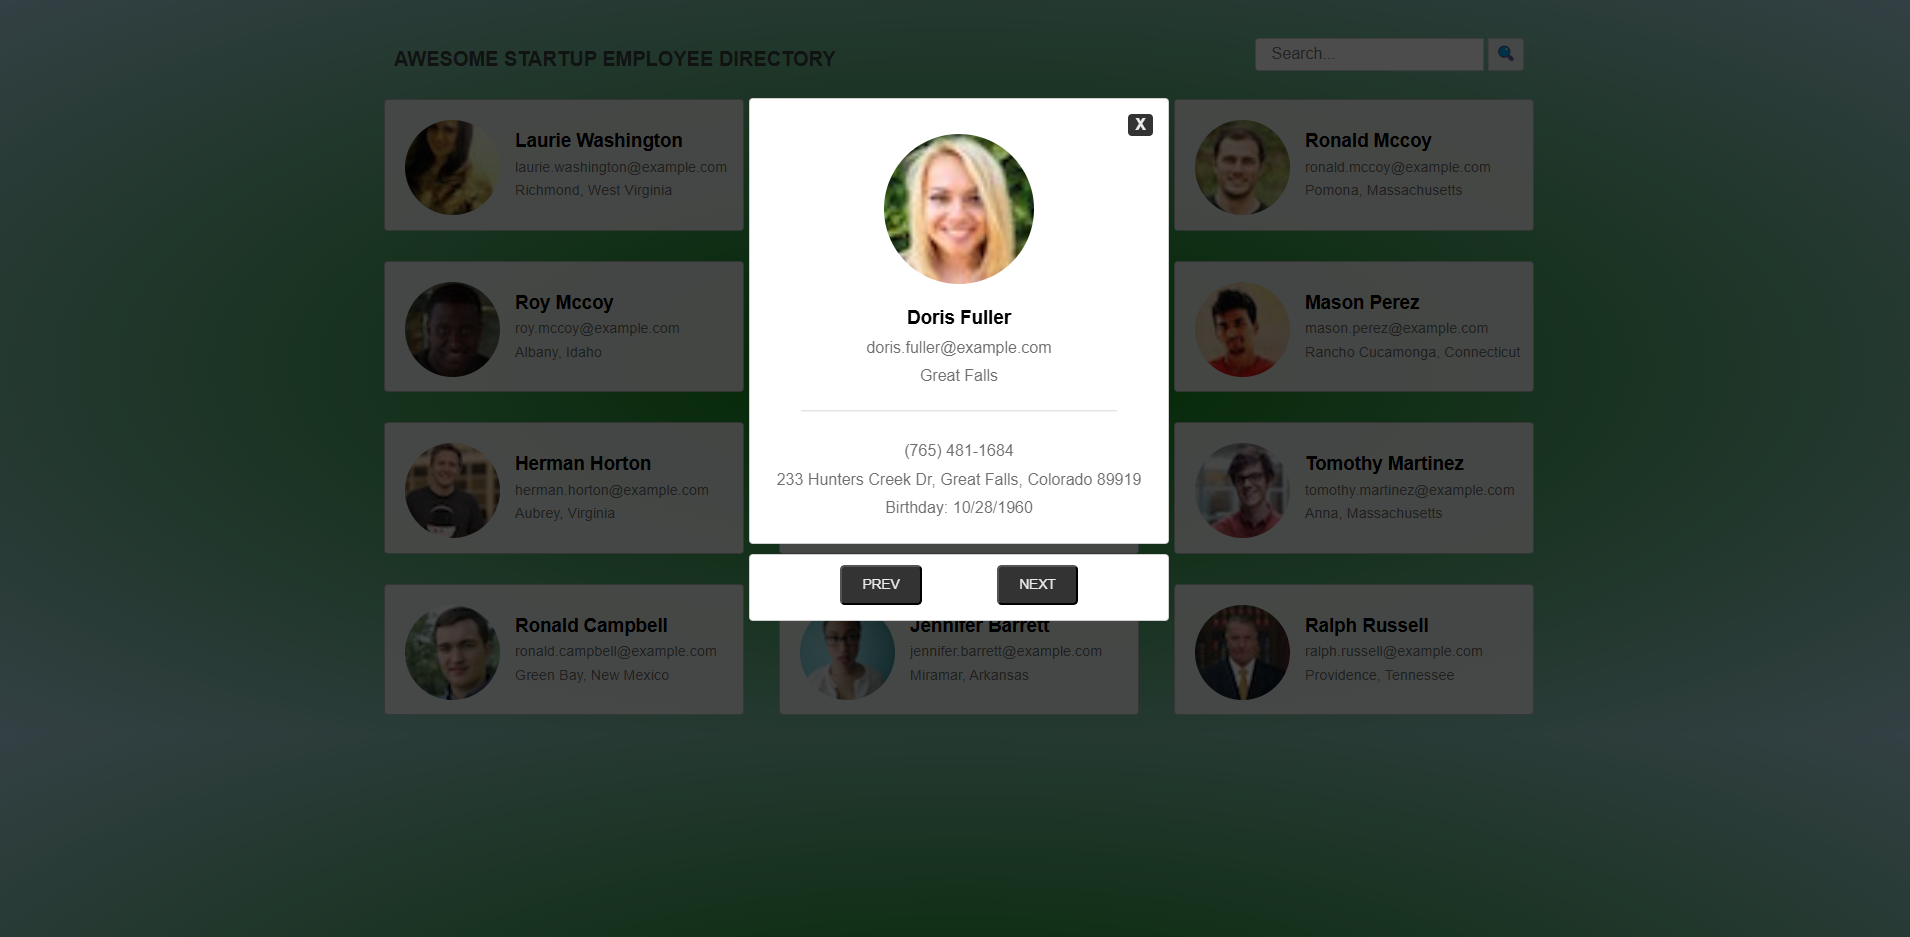 AWESOME STARTUP EMPLOYEE DIRECTORY
Search...
Laurie Washington
laurie.washington@example.com
Richmond, West Virginia
X
Doris Fuller
doris.fuller@example.com
Great Falls
(765) 481-1684
233 Hunters Creek Dr, Great Falls, Colorado 89919
Birthday: 10/28/1960
PREV
NEXT
Ronald Mccoy
ronald.mccoy@example.com
Pomona, Massachusetts
Roy Mccoy
roy.mccoy@example.com
Albany, Idaho
Mason Perez
mason.perez@example.com
Rancho Cucamonga, Connecticut
Herman Horton
herman.horton@example.com
Aubrey, Virginia
Tomothy Martinez
tomothy.martinez@example.com
Anna, Massachusetts
Ronald Campbell
ronald.campbell@example.com
Green Bay, New Mexico
Jennifer Barrett
jennifer.barrett@example.com
Miramar, Arkansas
Ralph Russell
ralph.russell@example.com
Providence, Tennessee